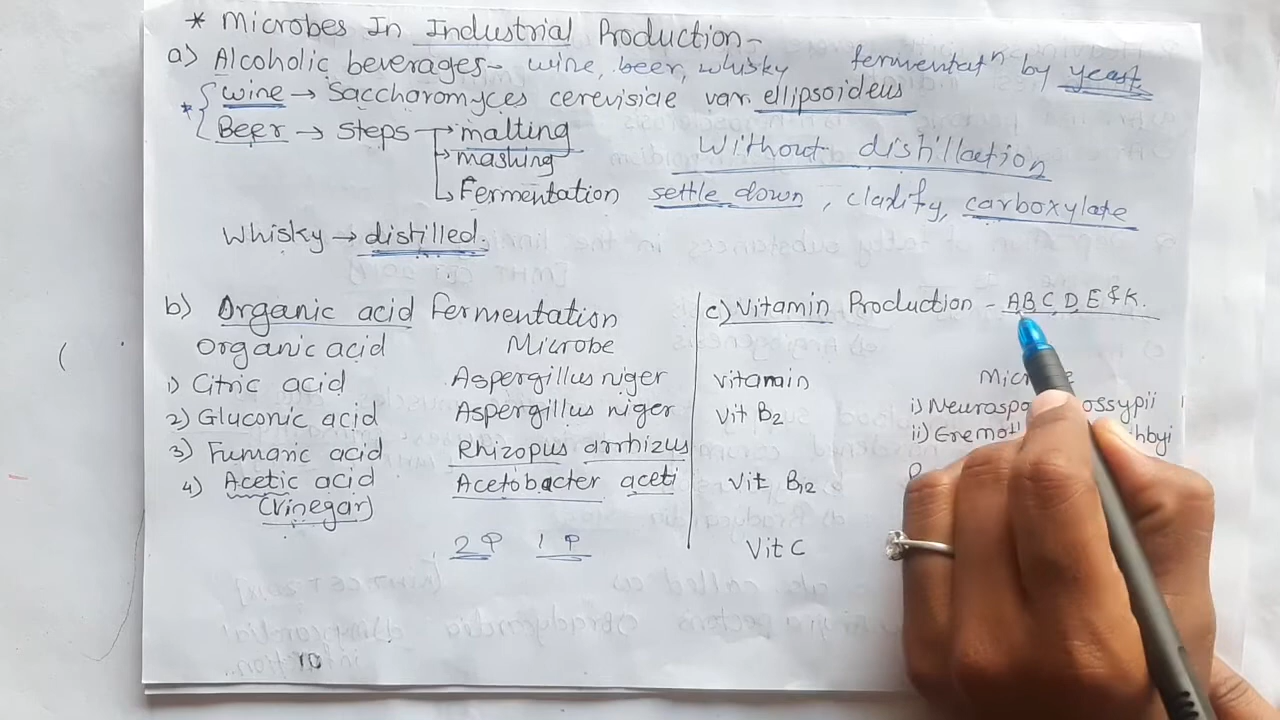 * Microbes In Industrial Production -
a) Alcoholic beverages - wine, beer, whisky fermentatn by yeast.
wine → Saccharomyces cerevisiae var. ellipsoideus
* Beer → steps → malting
→ mashing
→ Fermentation
Without distillation
settle down, clarify, carboxylate
Whisky → distilled.
b) Organic acid Fermentation
Organic acid Microbe
1) Citric acid Aspergillus niger
2) Gluconic acid Aspergillus niger
3) Fumaric acid Rhizopus arrhizus
4) Acetic acid Acetobacter aceti
(Vinegar)
2 P 1 P
c) Vitamin Production - A B C, D, E & K.
Vitamin
Vit B2 i)
ii)
Vit B12
Vit C
10